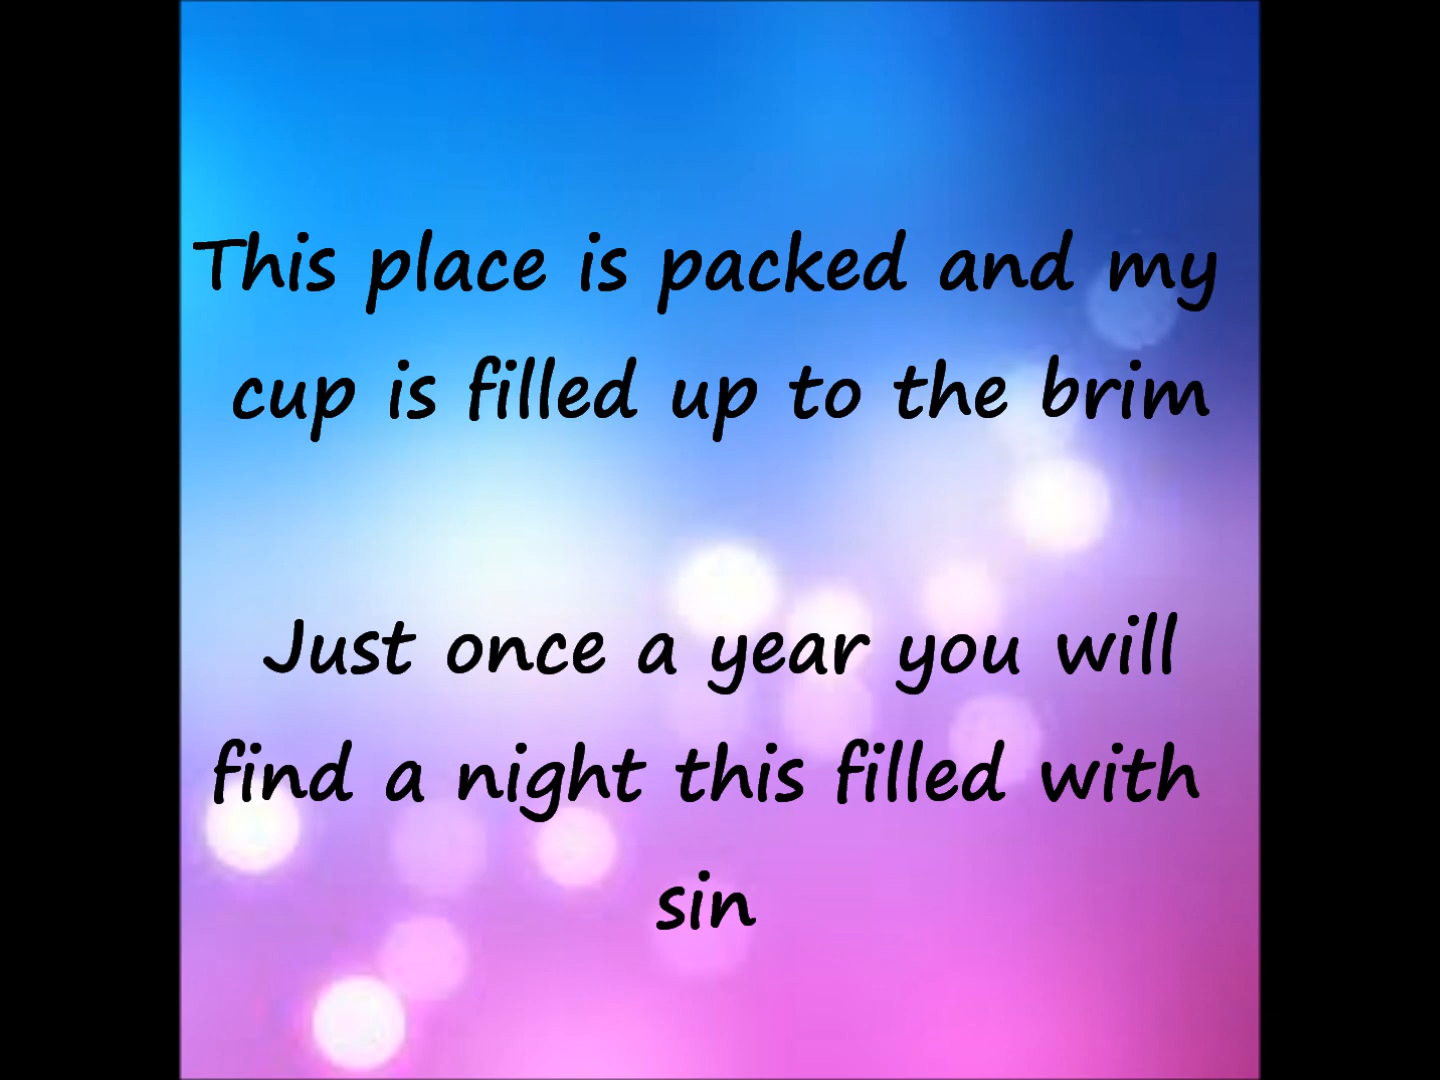 This place is packed and my
cup is filled up to the brim
Just once a year you will
find a night this filled with
sin